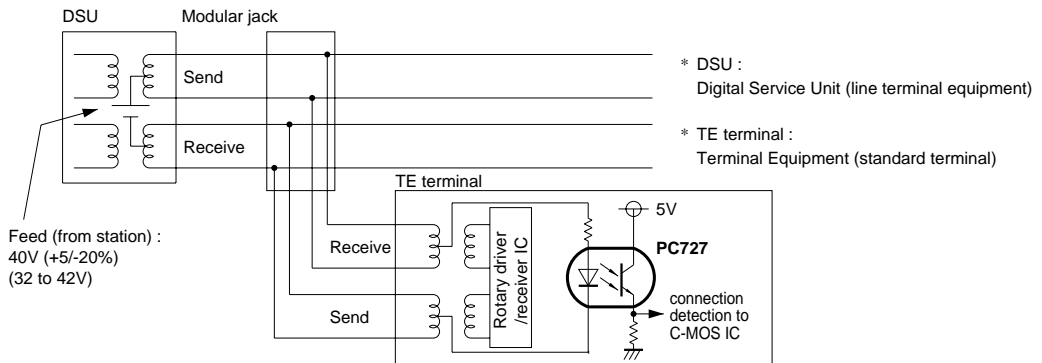 DSU
Modular jack
Send
Receive
* DSU :
Digital Service Unit (line terminal equipment)
* TE terminal :
Terminal Equipment (standard terminal)
Feed (from station) :
40V (+5/-20%)
(32 to 42V)
TE terminal
Receive
Send
Rotary driver
/receiver IC
5V
PC727
connection
detection to
C-MOS IC